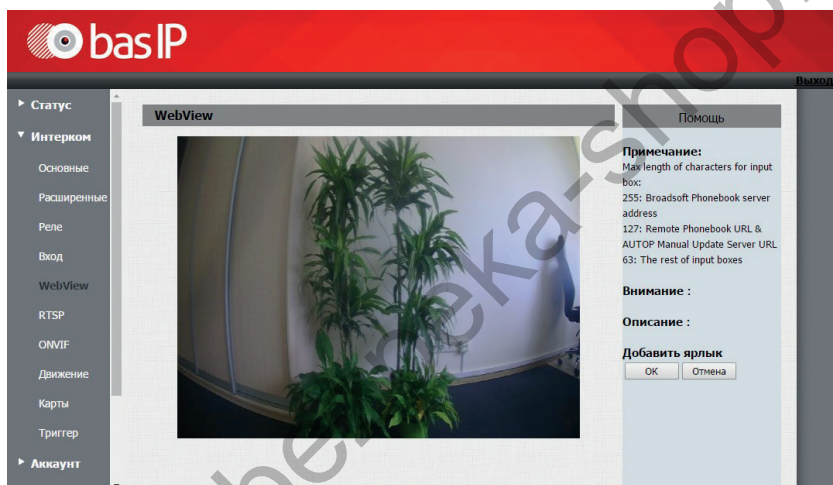 bas IP
Выход
Статус
Интерком
Основные
Расширенные
Реле
Вход
WebView
RTSP
ONVIF
Движение
Карты
Триггер
Аккаунт
WebView
Помощь
Примечание:
Max length of characters for input
box:
255: Broadsoft Phonebook server
address
127: Remote Phonebook URL &
AUTOP Manual Update Server URL
63: The rest of input boxes
Внимание :
Описание :
Добавить ярлык
ОК Отмена